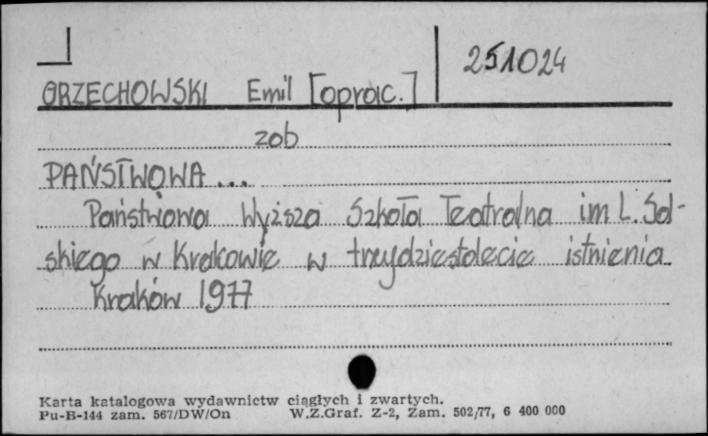 251024
ORZECHOWSKI Emil [oprac.]
zob
PAŃSTWOWA...
Państwowa Wyższa Szkoła Teatralna im L. Sol-
skiego w Krakowie w trzydziestolecie istnienia
Kraków 1977
Karta katalogowa wydawnictw ciągłych i zwartych.
Pu-B-144 zam. 567/DW/On W.Z.Graf. Z-2, Zam. 502/77, 6 400 000